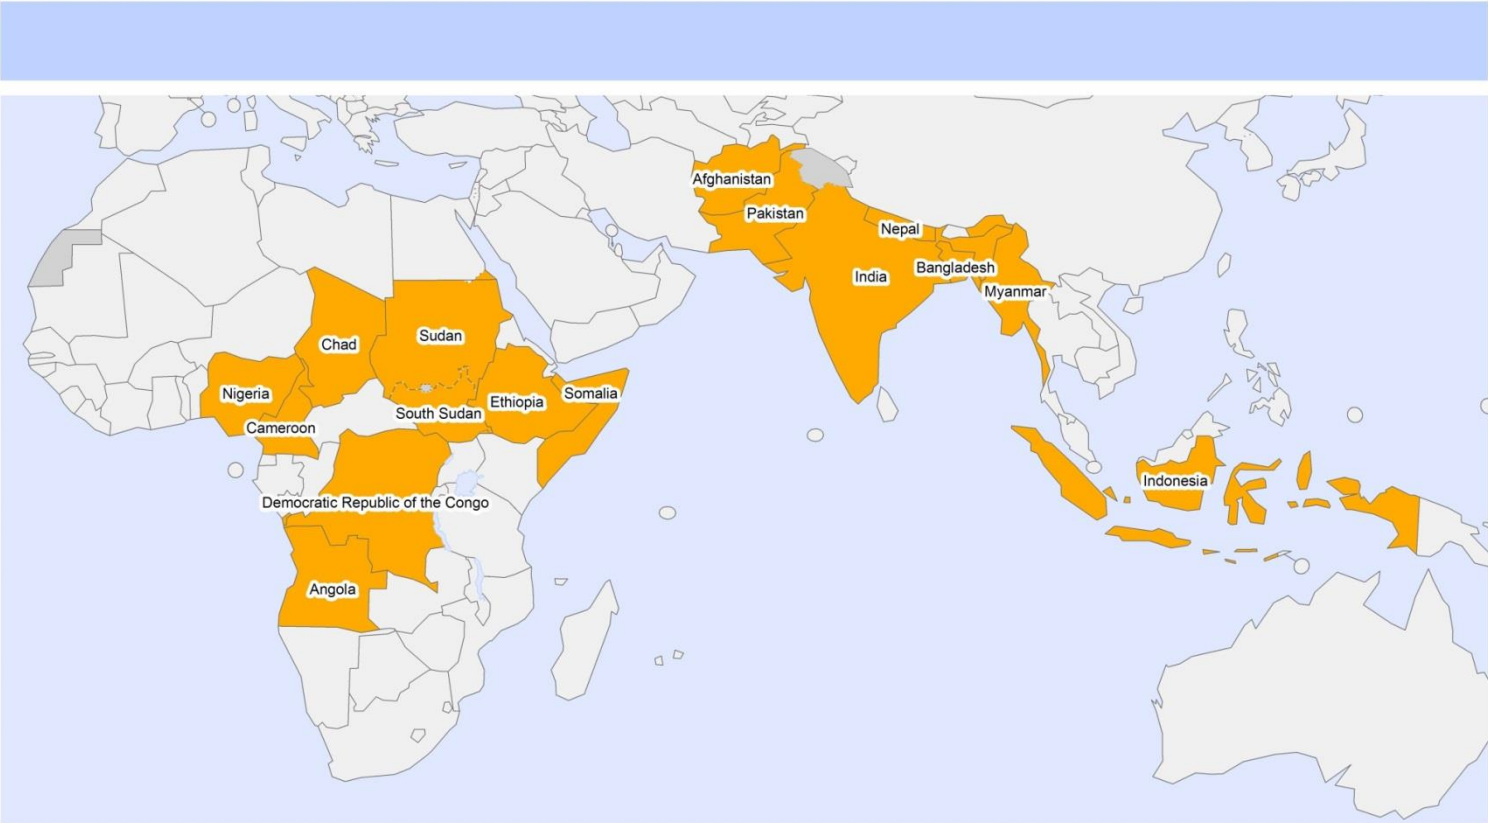 Afghanistan
Pakistan
Nepal
Bangladesh
India
Myanmar
Sudan
Chad
Nigeria
Somalia
Ethiopia
South Sudan
Cameroon
Indonesia
Democratic Republic of the Congo
Angola